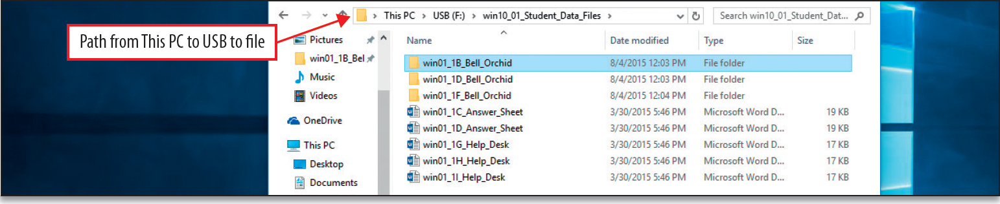 This PC > USB (F:) > win10_01_Student_Data_Files >
Search win10_01_Student_Dat...
Path from This PC to USB to file
Pictures
win01_1B_Bel
Music
Videos
OneDrive
This PC
Desktop
Documents
Name Date modified Type Size
win01_1B_Bell_Orchid 8/4/2015 12:03 PM File folder
win01_1D_Bell_Orchid 8/4/2015 12:03 PM File folder
win01_1F_Bell_Orchid 8/4/2015 12:04 PM File folder
win01_1C_Answer_Sheet 3/30/2015 5:46 PM Microsoft Word D... 19 KB
win01_1D_Answer_Sheet 3/30/2015 5:46 PM Microsoft Word D... 19 KB
win01_1G_Help_Desk 3/30/2015 5:46 PM Microsoft Word D... 17 KB
win01_1H_Help_Desk 3/30/2015 5:46 PM Microsoft Word D... 17 KB
win01_1I_Help_Desk 3/30/2015 5:46 PM Microsoft Word D... 17 KB